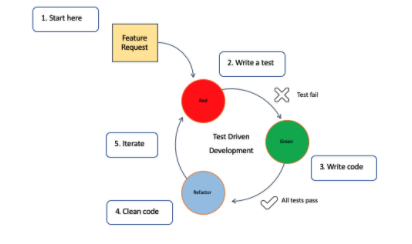 1. Start here
Feature
Request
2. Write a test
Red
Test fail
Test Driven
Development
Green
5. Iterate
3. Write code
Refactor
4. Clean code
All tests pass